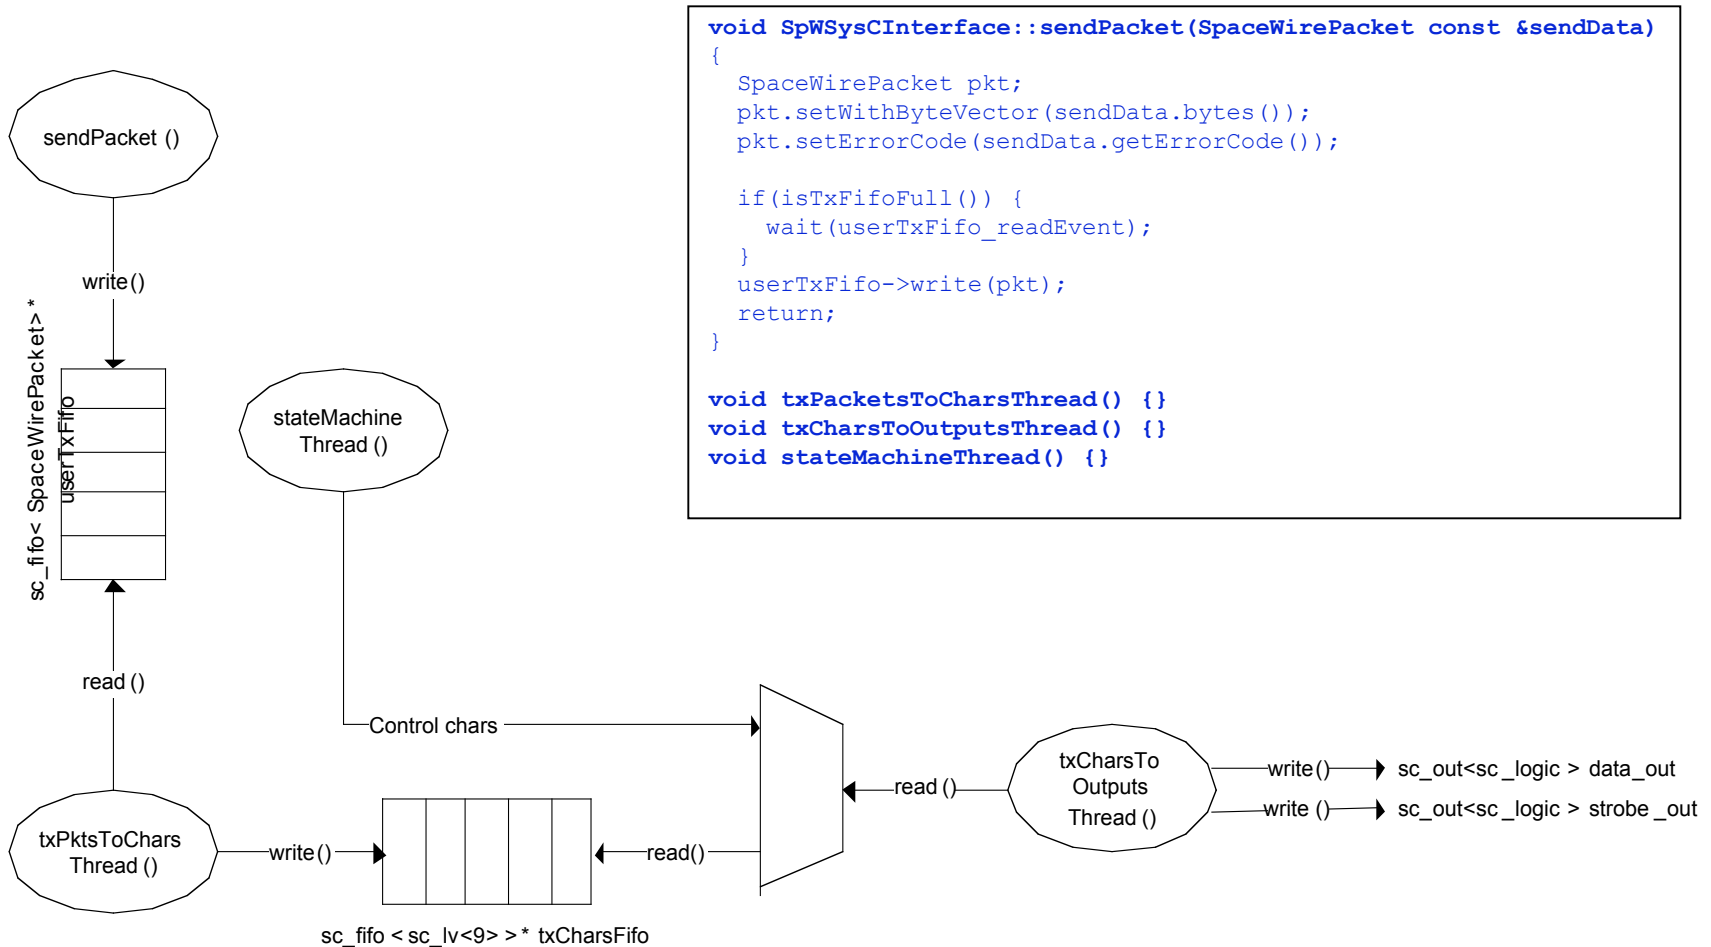 void SpWSysCInterface::sendPacket(SpaceWirePacket const &sendData)
{
  SpaceWirePacket pkt;
  pkt.setWithByteVector(sendData.bytes());
  pkt.setErrorCode(sendData.getErrorCode());
  if(isTxFifoFull()) {
    wait(userTxFifo_readEvent);
  }
  userTxFifo->write(pkt);
  return;
}
void txPacketsToCharsThread() {}
void txCharsToOutputsThread() {}
void stateMachineThread() {}
sendPacket ()
write()
sc_fifo< SpaceWirePacket> *
userTxFifo
read ()
stateMachine
Thread ()
Control chars
txPktsToChars
Thread ()
write()
read()
sc_fifo < sc_lv<9> > * txCharsFifo
read ()
txCharsTo
Outputs
Thread ()
write()
sc_out<sc_logic > data_out
write ()
sc_out<sc_logic > strobe_out